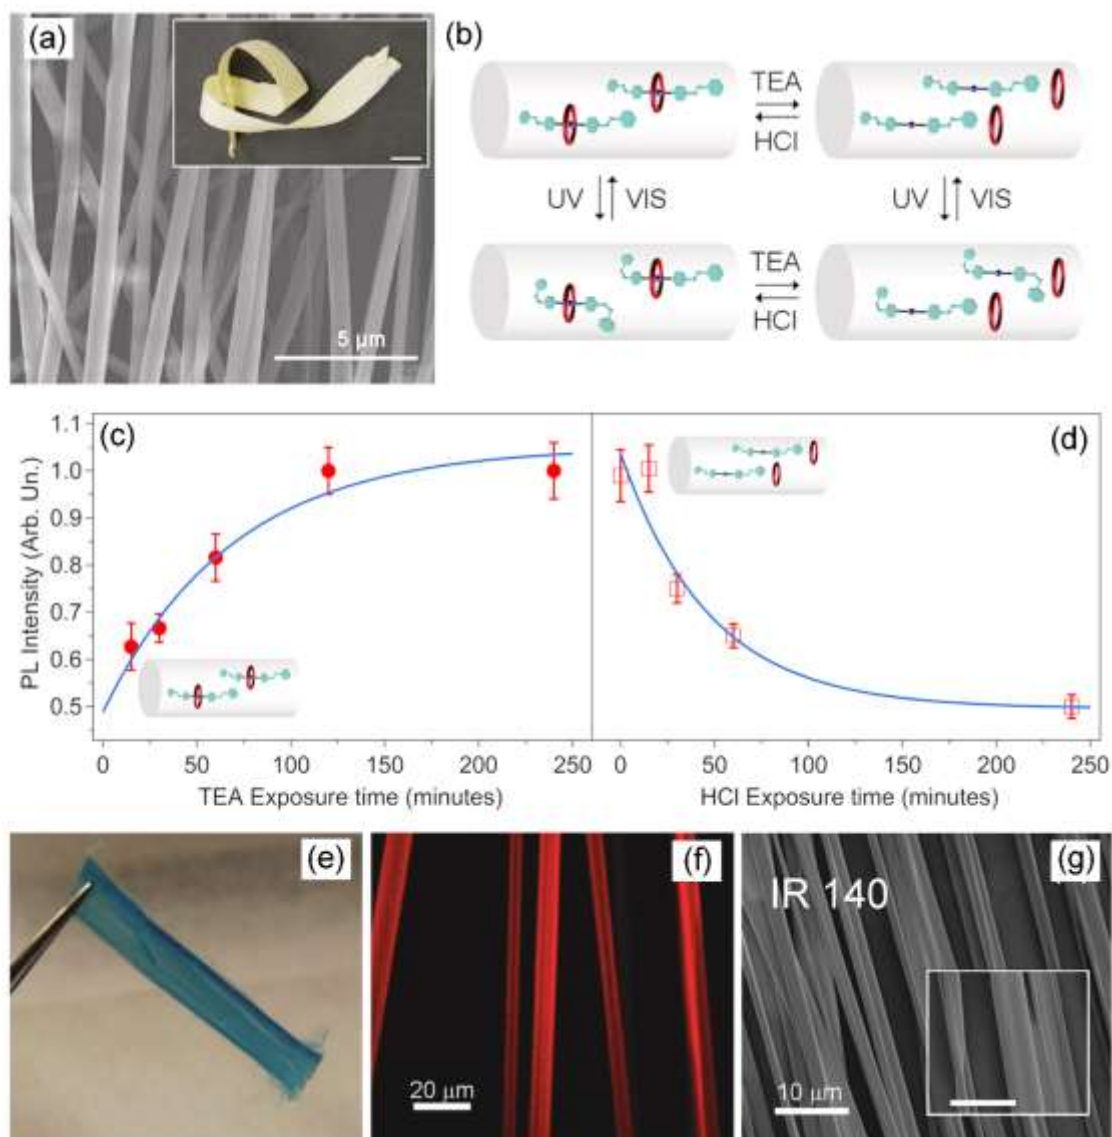 (a)
5 μm
(b)
TEA
HCl
UV VIS
UV VIS
TEA
HCl
(c)
(d)
PL Intensity (Arb. Un.)
1.1
1.0
0.9
0.8
0.7
0.6
0.5
0 50 100 150 200 250
0 50 100 150 200 250
TEA Exposure time (minutes)
HCl Exposure time (minutes)
(e)
(f)
20 μm
(g)
IR 140
10 μm